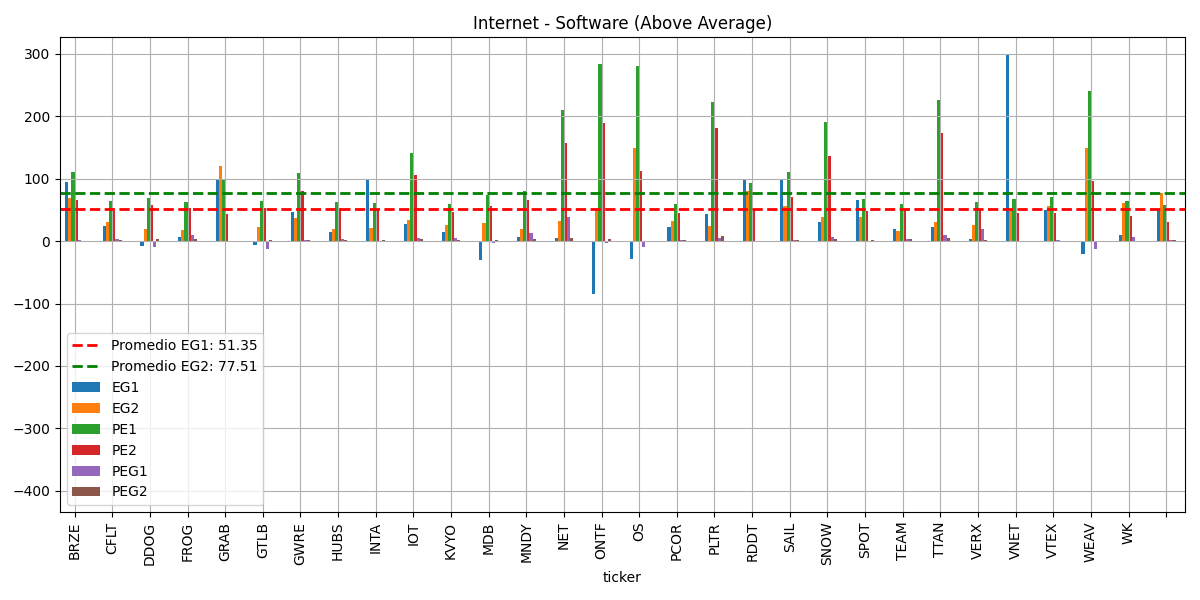 Internet - Software (Above Average)
300
200
100
0
−100
−200
−300
−400
Promedio EG1: 51.35
Promedio EG2: 77.51
EG1
EG2
PE1
PE2
PEG1
PEG2
BRZE
CFLT
DDOG
FROG
GRAB
GTLB
GWRE
HUBS
INTA
IOT
KVYO
MDB
MNDY
NET
ONTF
OS
PCOR
PLTR
RDDT
SAIL
SNOW
SPOT
TEAM
TTAN
VERX
VNET
VTEX
WEAV
WK
ticker